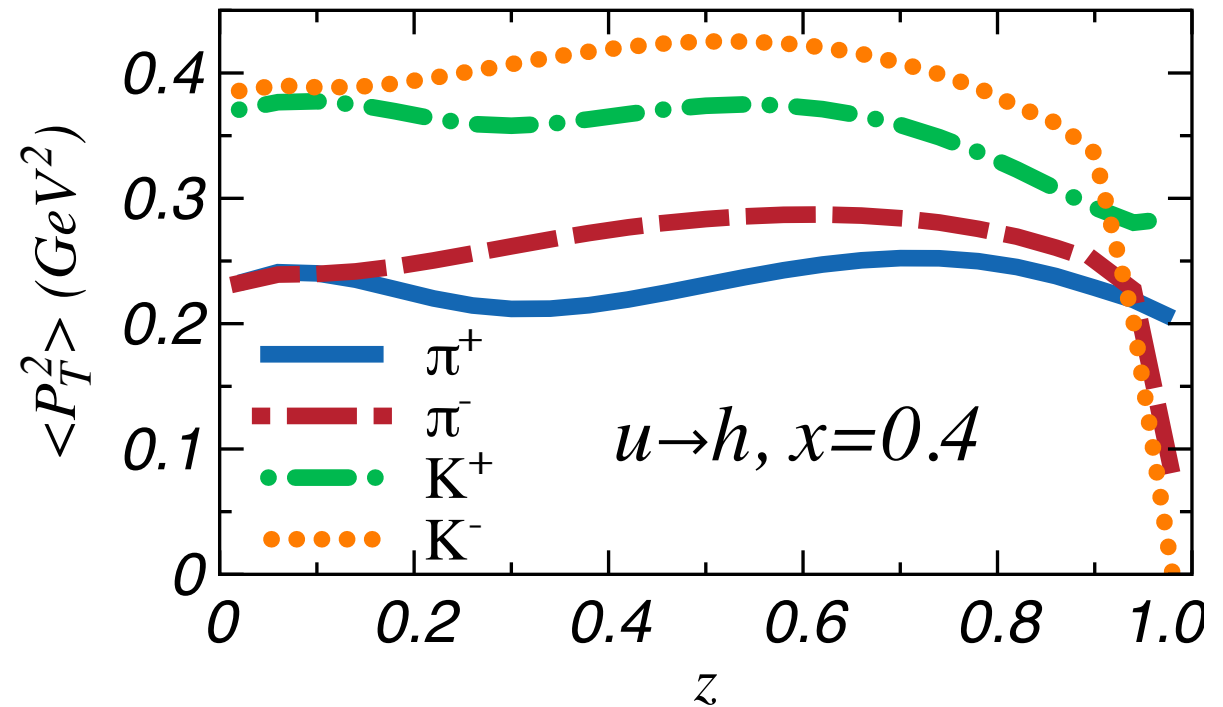 <P_T^2> (GeV^2)
0.4
0.3
0.2
0.1
0
π+
π-
K+
K-
u→h, x=0.4
0 0.2 0.4 0.6 0.8 1.0
z